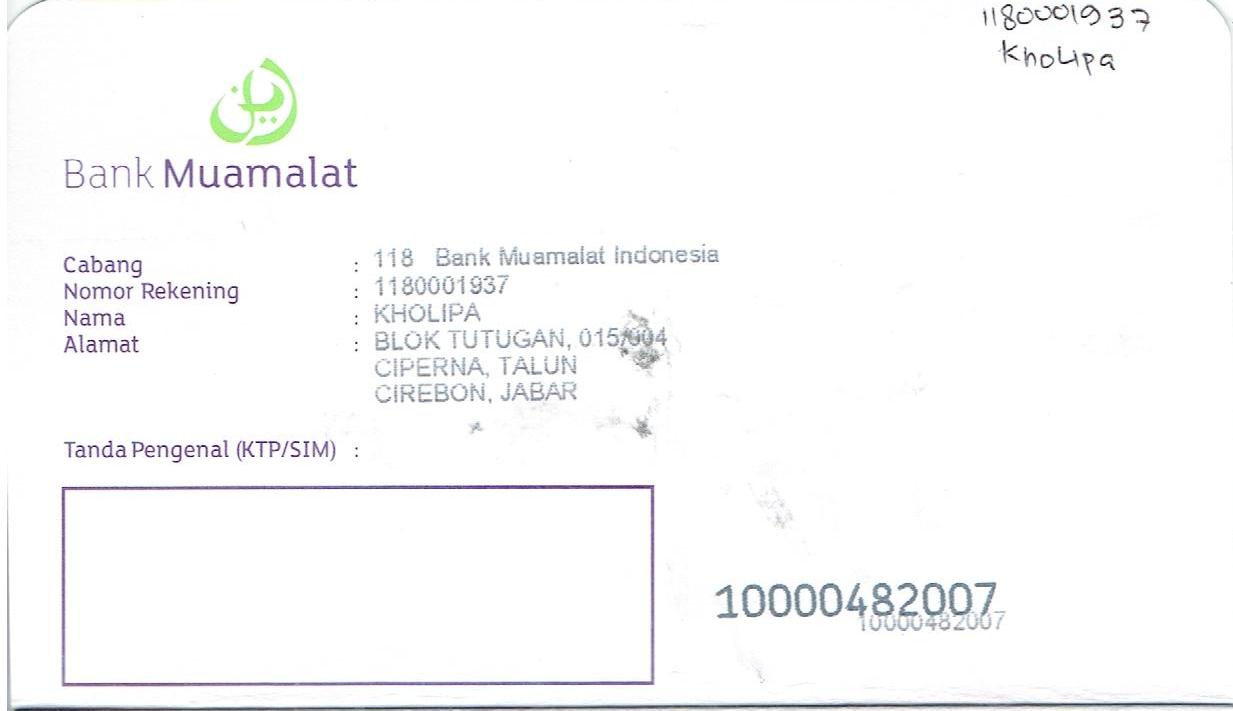 1180001937
Kholipa
Bank Muamalat
Cabang : 118 Bank Muamalat Indonesia
Nomor Rekening : 1180001937
Nama : KHOLIPA
Alamat : BLOK TUTUGAN, 015/004
CIPERNA, TALUN
CIREBON, JABAR
Tanda Pengenal (KTP/SIM) :
10000482007
10000482007